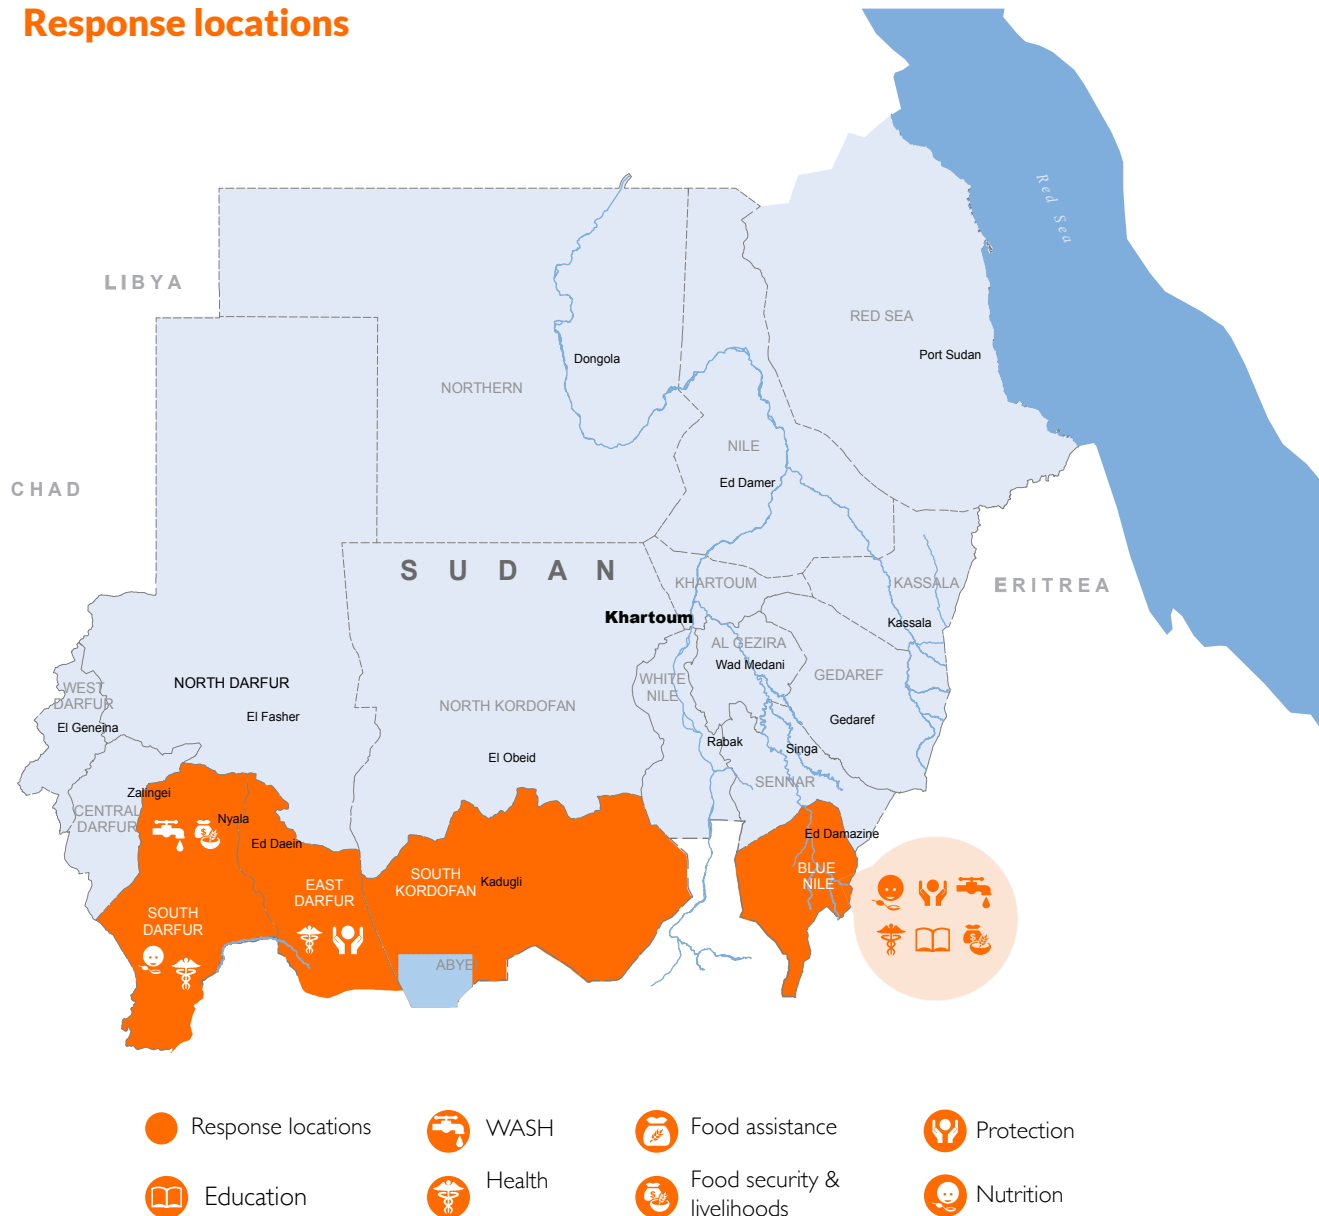 Response locations
Red Sea
LIBYA
RED SEA
Port Sudan
Dongola
NORTHERN
NILE
Ed Damer
CHAD
SUDAN
KHARTOUM
KASSALA
ERITREA
Khartoum
Kassala
AL GEZIRA
Wad Medani
GEDAREF
WHITE
NILE
NORTH DARFUR
WEST
DARFUR
El Geneina
El Fasher
NORTH KORDOFAN
Gedaref
Rabak
Singa
El Obeid
SENNAR
Zalingei
CENTRAL
DARFUR
Nyala
Ed Daein
Ed Damazine
SOUTH
KORDOFAN
Kadugli
BLUE
NILE
EAST
DARFUR
SOUTH
DARFUR
ABYEI
Response locations
WASH
Food assistance
Protection
Education
Health
Food security &
livelihoods
Nutrition